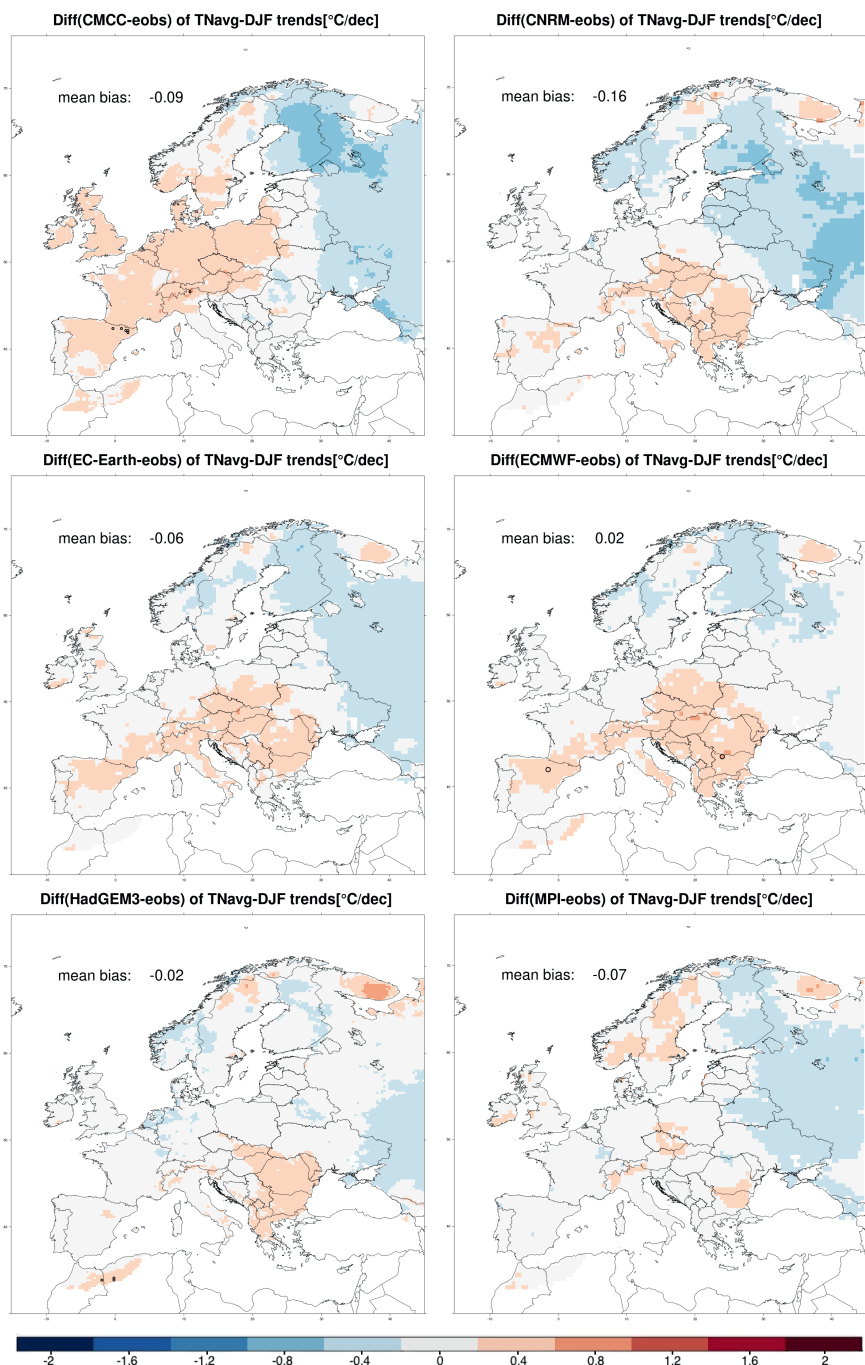 Diff(CMCC-eobs) of TNavg-DJF trends[°C/dec]
mean bias: -0.09
Diff(CNRM-eobs) of TNavg-DJF trends[°C/dec]
mean bias: -0.16
Diff(EC-Earth-eobs) of TNavg-DJF trends[°C/dec]
mean bias: -0.06
Diff(ECMWF-eobs) of TNavg-DJF trends[°C/dec]
mean bias: 0.02
Diff(HadGEM3-eobs) of TNavg-DJF trends[°C/dec]
mean bias: -0.02
Diff(MPI-eobs) of TNavg-DJF trends[°C/dec]
mean bias: -0.07
-2 -1.6 -1.2 -0.8 -0.4 0 0.4 0.8 1.2 1.6 2